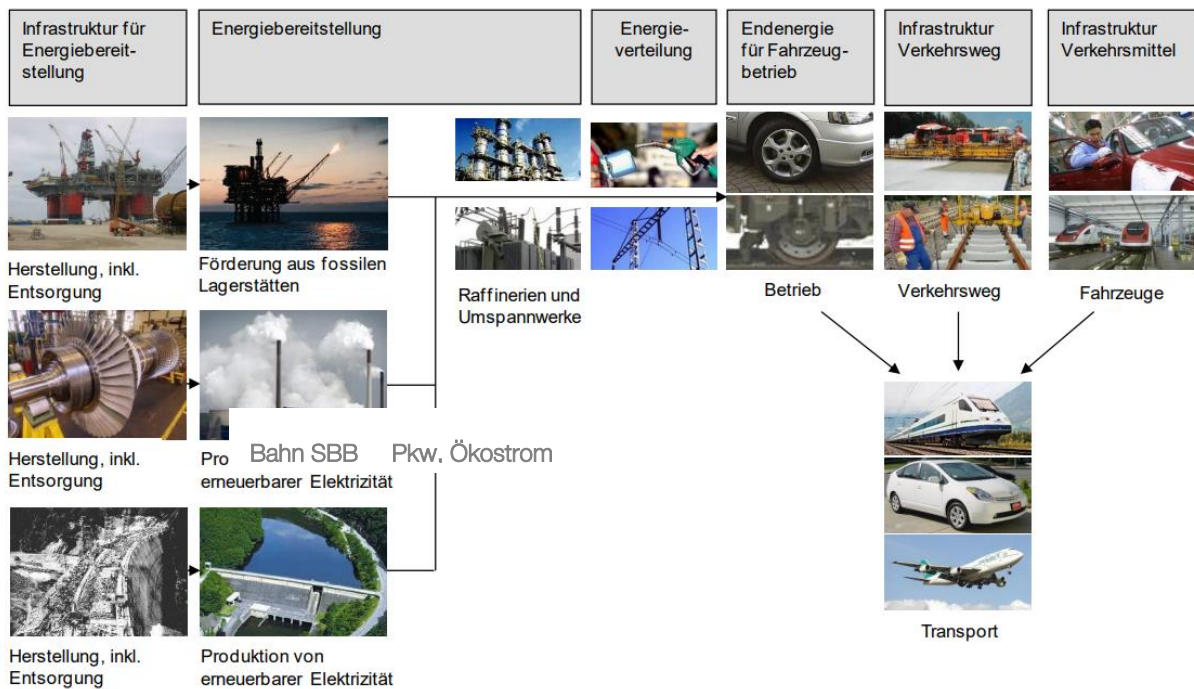 Infrastruktur für
Energiebereit-
stellung
Energiebereitstellung
Energie-
verteilung
Endenergie
für Fahrzeug-
betrieb
Infrastruktur
Verkehrsweg
Infrastruktur
Verkehrsmittel
Herstellung, inkl.
Entsorgung
Förderung aus fossilen
Lagerstätten
Raffinerien und
Umspannwerke
Betrieb
Verkehrsweg
Fahrzeuge
Herstellung, inkl.
Entsorgung
Bahn SBB Pkw, Ökostrom
erneuerbarer Elektrizität
Transport
Herstellung, inkl.
Entsorgung
Produktion von
erneuerbarer Elektrizität